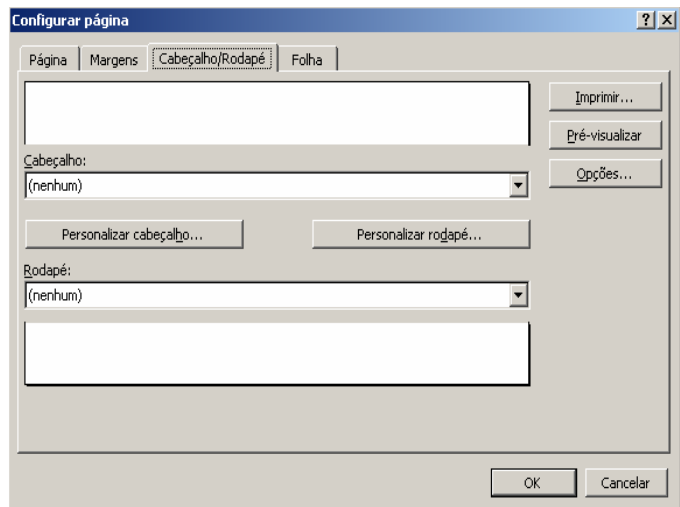 Configurar página
Página Margens Cabeçalho/Rodapé Folha
Imprimir...
Pré-visualizar
Cabeçalho:
Opções...
(nenhum)
Personalizar cabeçalho... Personalizar rodapé...
Rodapé:
(nenhum)
OK Cancelar